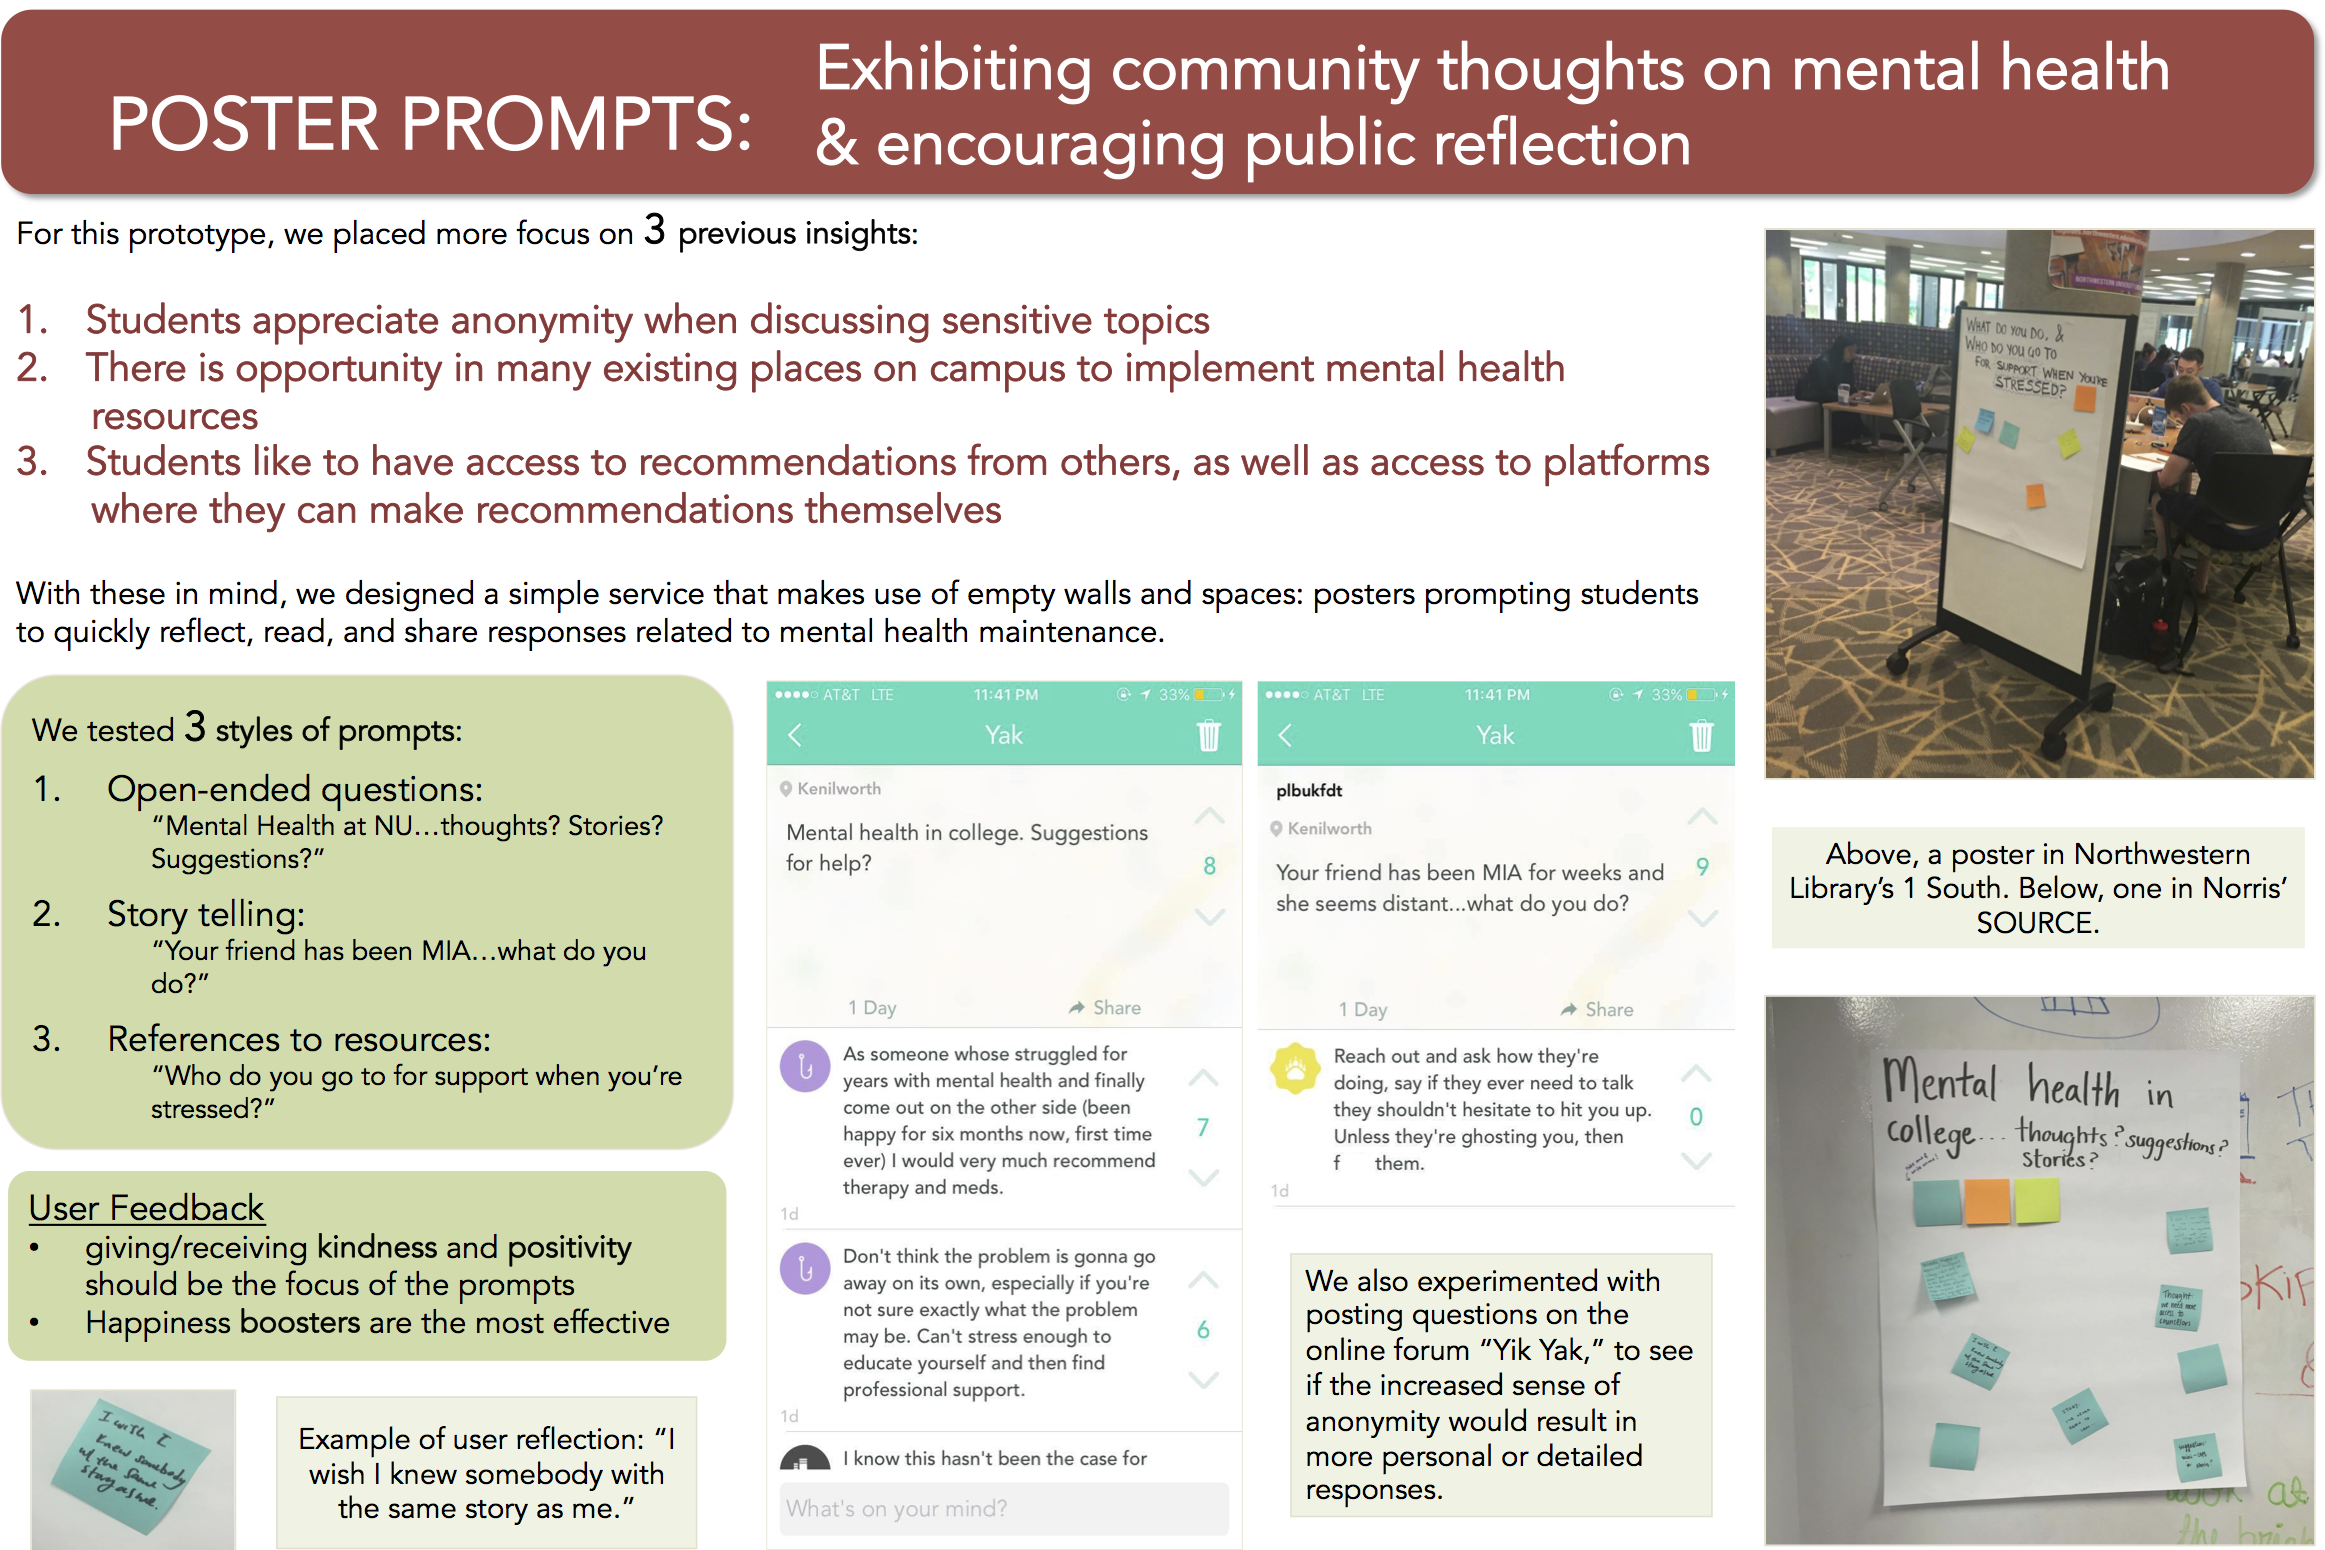 POSTER PROMPTS:
Exhibiting community thoughts on mental health
& encouraging public reflection
For this prototype, we placed more focus on 3 previous insights:
1. Students appreciate anonymity when discussing sensitive topics
2. There is opportunity in many existing places on campus to implement mental health
resources
3. Students like to have access to recommendations from others, as well as access to platforms
where they can make recommendations themselves
With these in mind, we designed a simple service that makes use of empty walls and spaces: posters prompting students
to quickly reflect, read, and share responses related to mental health maintenance.
We tested 3 styles of prompts:
1. Open-ended questions:
“Mental Health at NU...thoughts? Stories?
Suggestions?”
2. Story telling:
“Your friend has been MIA...what do you
do?”
3. References to resources:
“Who do you go to for support when you’re
stressed?”
User Feedback
• giving/receiving kindness and positivity
should be the focus of the prompts
• Happiness boosters are the most effective
I wish I
knew somebody
w/ the same
story as me.
Example of user reflection: “I
wish I knew somebody with
the same story as me.”
AT&T LTE 11:41 PM 33%
Yak
Kenilworth
Mental health in college. Suggestions
for help?
8
1 Day Share
As someone whose struggled for
years with mental health and finally
come out on the other side (been
happy for six months now, first time
ever) I would very much recommend
therapy and meds.
7
1d
Don't think the problem is gonna go
away on its own, especially if you're
not sure exactly what the problem
may be. Can't stress enough to
educate yourself and then find
professional support.
6
1d
I know this hasn't been the case for
What's on your mind?
AT&T LTE 11:41 PM 33%
Yak
plbukfdt
Kenilworth
Your friend has been MIA for weeks and
she seems distant...what do you do?
9
1 Day Share
Reach out and ask how they're
doing, say if they ever need to talk
they shouldn't hesitate to hit you up.
Unless they're ghosting you, then
f them.
0
1d
We also experimented with
posting questions on the
online forum “Yik Yak,” to see
if the increased sense of
anonymity would result in
more personal or detailed
responses.
WHAT DO YOU DO, &
WHO DO YOU GO TO
FOR SUPPORT WHEN YOU'RE
STRESSED?
Above, a poster in Northwestern
Library’s 1 South. Below, one in Norris’
SOURCE.
Mental health in
college... thoughts? suggestions?
stories?
Thought:
we need more
access to
counselors